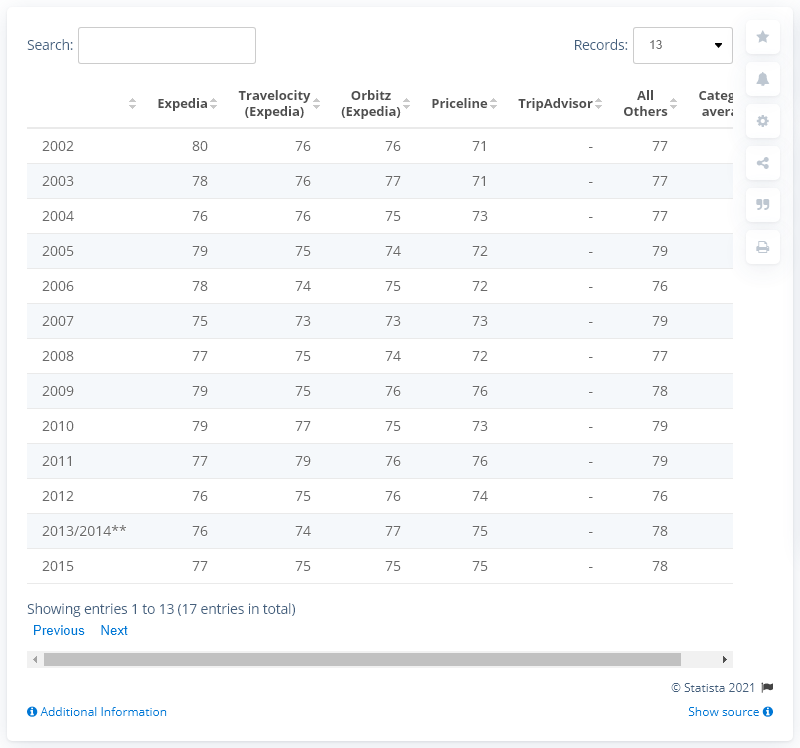 Search: Records: 13
Expedia Travelocity (Expedia) Orbitz (Expedia) Priceline TripAdvisor All Others
2002 80 76 76 71 - 77
2003 78 76 77 71 - 77
2004 76 76 75 73 - 77
2005 79 75 74 72 - 79
2006 78 74 75 72 - 76
2007 75 73 73 73 - 79
2008 77 75 74 72 - 77
2009 79 75 76 76 - 78
2010 79 77 75 73 - 79
2011 77 79 76 76 - 79
2012 76 75 76 74 - 76
2013/2014** 76 74 77 75 - 78
2015 77 75 75 75 - 78
Showing entries 1 to 13 (17 entries in total)
Previous Next
© Statista 2021
Additional Information Show source